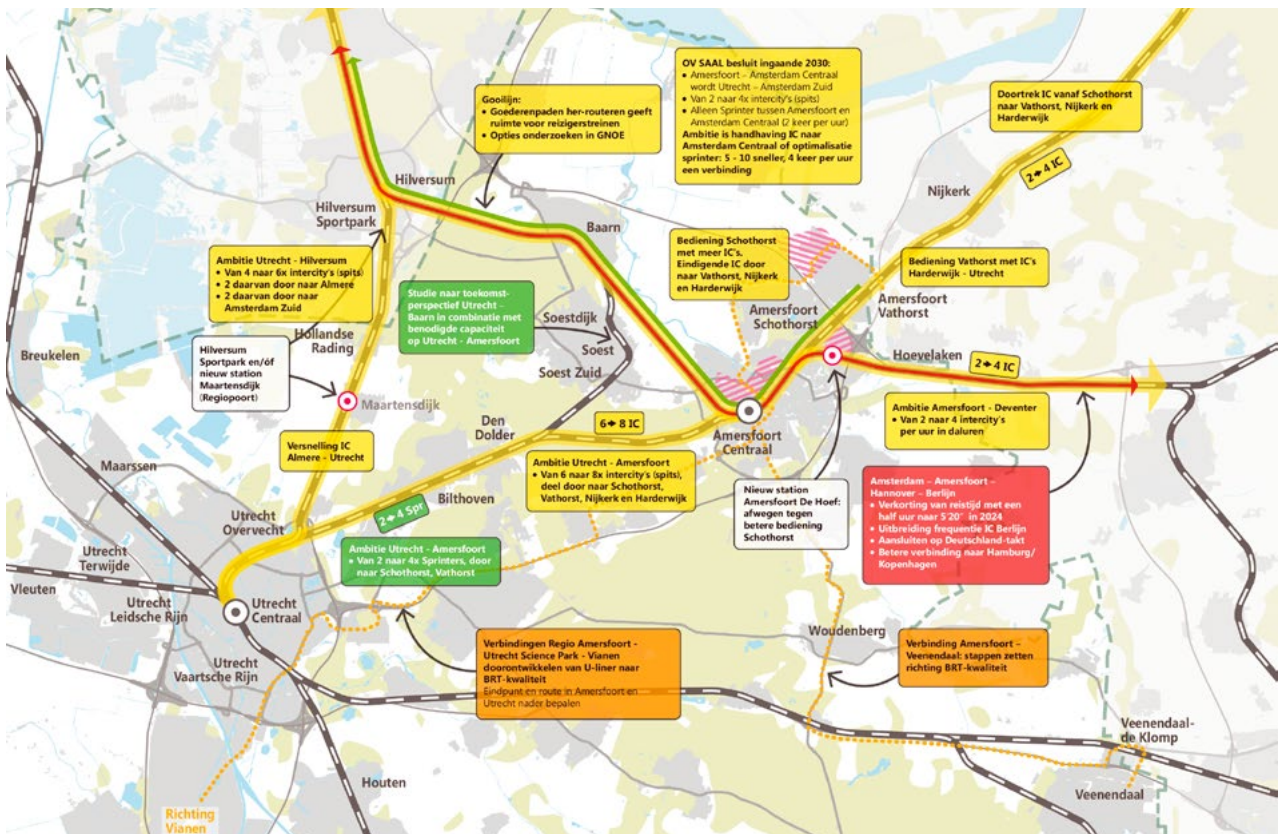 Gooilijn:
• Goederenpaden her-routeren geeft
ruimte voor reizigerstreinen
• Opties onderzoeken in GNOE
OV SAAL besluit ingaande 2030:
• Amersfoort – Amsterdam Centraal
wordt Utrecht – Amsterdam Zuid
• Van 2 naar 4x intercity's (spits)
• Alleen Sprinter tussen Amersfoort en
Amsterdam Centraal (2 keer per uur)
Ambitie is handhaving IC naar
Amsterdam Centraal of optimalisatie
sprinter: 5 - 10 sneller, 4 keer per uur
een verbinding
Doortrek IC vanaf Schothorst
naar Vathorst, Nijkerk en
Harderwijk
2➔4 IC
Nijkerk
Hilversum
Hilversum
Sportpark
Baarn
Bediening Schothorst
met meer IC's.
Eindigende IC door
naar Vathorst, Nijkerk
en Harderwijk
Bediening Vathorst met IC's
Harderwijk - Utrecht
Ambitie Utrecht - Hilversum
• Van 4 naar 6x intercity's (spits)
• 2 daarvan door naar Almere
• 2 daarvan door naar
Amsterdam Zuid
Studie naar toekomst-
perspectief Utrecht –
Baarn in combinatie met
benodigde capaciteit
op Utrecht - Amersfoort
Soestdijk
Soest
Soest Zuid
Amersfoort
Schothorst
Amersfoort
Vathorst
Hollandse
Rading
Breukelen
Hilversum
Sportpark en/óf
nieuw station
Maartensdijk
(Regiopoort)
Maartensdijk
Hoevelaken
2➔4 IC
Ambitie Amersfoort - Deventer
• Van 2 naar 4 intercity's
per uur in daluren
Den
Dolder
6➔8 IC
Amersfoort
Centraal
Versnelling IC
Almere - Utrecht
Maarssen
Bilthoven
Ambitie Utrecht - Amersfoort
• Van 6 naar 8x intercity's (spits),
deel door naar Schothorst,
Vathorst, Nijkerk en Harderwijk
Nieuw station
Amersfoort De Hoef:
afwegen tegen
betere bediening
Schothorst
Amsterdam – Amersfoort –
Hannover – Berlijn
• Verkorting van reistijd met een
half uur naar 5'20" in 2024
• Uitbreiding frequentie IC Berlijn
• Aansluiten op Deutschland-takt
• Betere verbinding naar Hamburg/
Kopenhagen
2➔4 Spr
Utrecht
Overvecht
Ambitie Utrecht - Amersfoort
• Van 2 naar 4x Sprinters, door
naar Schothorst, Vathorst
Utrecht
Terwijde
Vleuten
Utrecht
Leidsche Rijn
Utrecht
Centraal
Utrecht
Vaartsche Rijn
Verbindingen Regio Amersfoort -
Utrecht Science Park - Vianen
doorontwikkelen van U-liner naar
BRT-kwaliteit
Eindpunt en route in Amersfoort en
Utrecht nader bepalen
Woudenberg
Verbinding Amersfoort –
Veenendaal: stappen zetten
richting BRT-kwaliteit
Veenendaal-
de Klomp
Veenendaal
Houten
Richting
Vianen